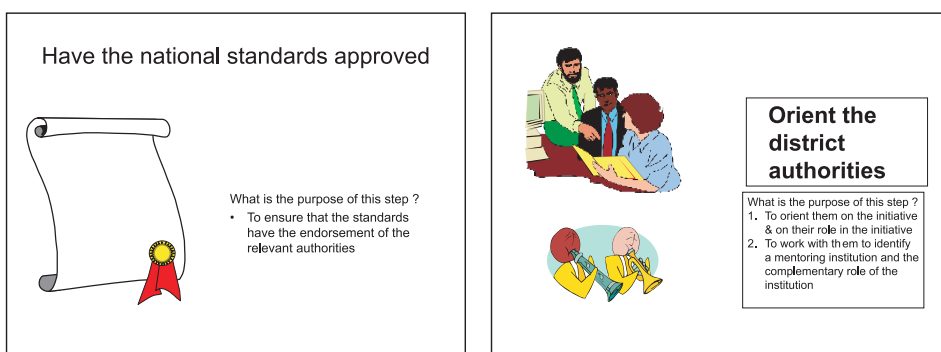 Have the national standards approved
What is the purpose of this step ?
• To ensure that the standards
have the endorsement of the
relevant authorities
Orient the
district
authorities
What is the purpose of this step ?
1. To orient them on the initiative
& on their role in the initiative
2. To work with them to identify
a mentoring institution and the
complementary role of the
institution